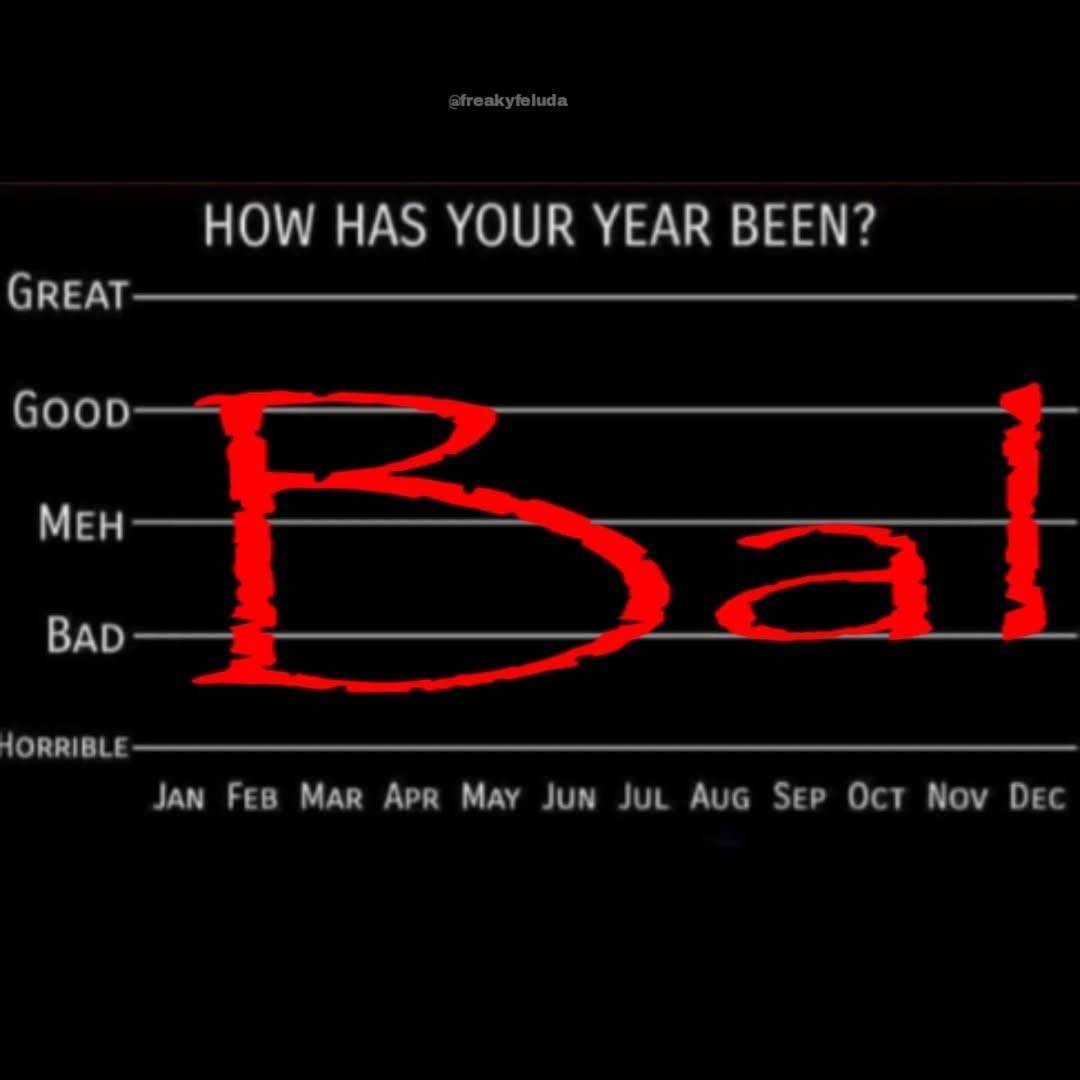 @freakyfeluda
HOW HAS YOUR YEAR BEEN?
GREAT
GOOD
MEH
BAD
HORRIBLE
Bal
JAN FEB MAR APR MAY JUN JUL AUG SEP OCT NOV DEC